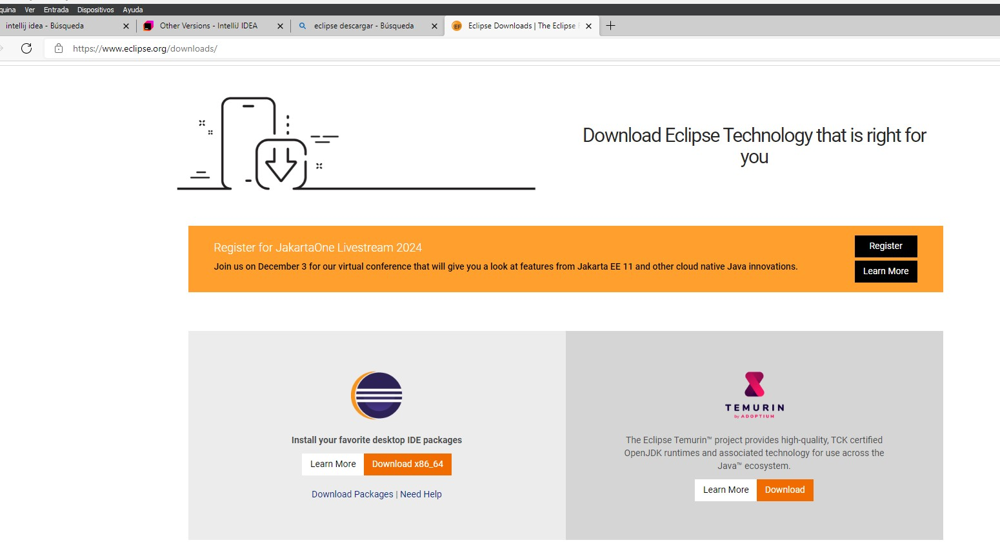 quina Ver Entrada Dispositivos Ayuda
intellij idea - Búsqueda
Other Versions - IntelliJ IDEA
eclipse descargar - Búsqueda
EF Eclipse Downloads | The Eclipse
https://www.eclipse.org/downloads/
Download Eclipse Technology that is right for
you
Register for JakartaOne Livestream 2024
Join us on December 3 for our virtual conference that will give you a look at features from Jakarta EE 11 and other cloud native Java innovations.
Register
Learn More
Install your favorite desktop IDE packages
Learn More Download x86_64
Download Packages | Need Help
TEMURIN
by ADOPTIUM
The Eclipse Temurin™ project provides high-quality, TCK certified
OpenJDK runtimes and associated technology for use across the
Java™ ecosystem.
Learn More Download